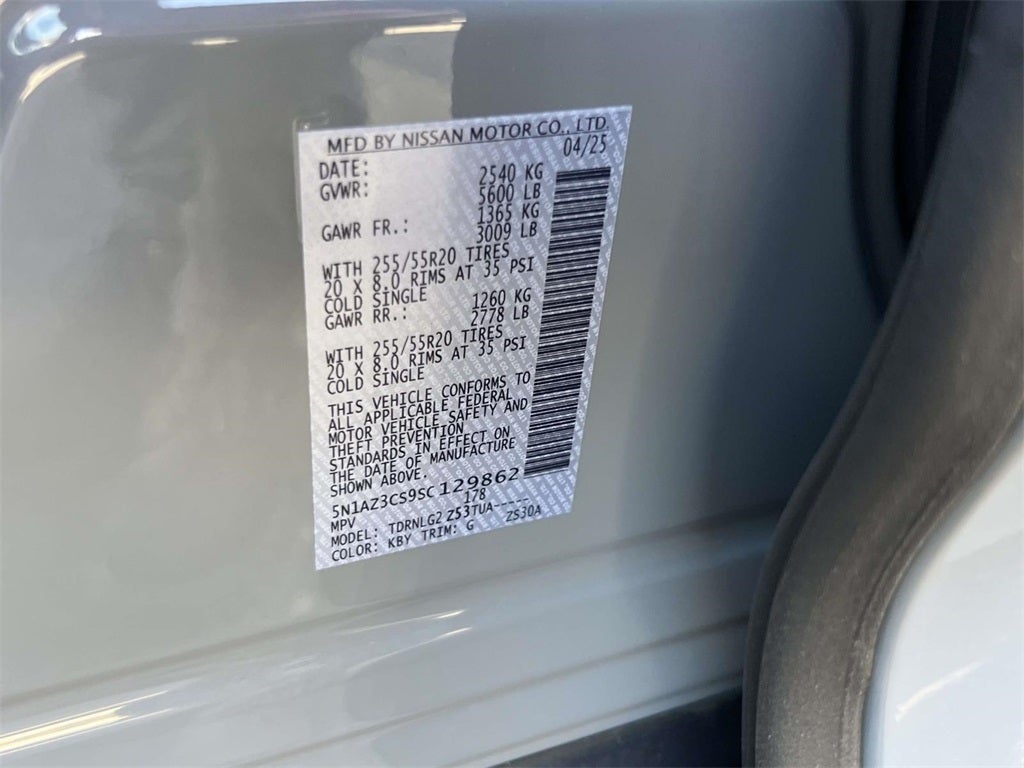 MFD BY NISSAN MOTOR CO., LTD.
DATE: 04/25
GVWR: 2540 KG
5600 LB
GAWR FR.: 1365 KG
3009 LB
WITH 255/55R20 TIRES
20 X 8.0 RIMS AT 35 PSI
COLD SINGLE
GAWR RR.: 1260 KG
2778 LB
WITH 255/55R20 TIRES
20 X 8.0 RIMS AT 35 PSI
COLD SINGLE
THIS VEHICLE CONFORMS TO
ALL APPLICABLE FEDERAL
MOTOR VEHICLE SAFETY AND
THEFT PREVENTION
STANDARDS IN EFFECT ON
THE DATE OF MANUFACTURE
SHOWN ABOVE.
5N1AZ3CS9SC129862
MPV 178
MODEL: TDRNLG2 Z53TUA-----
COLOR: KBY TRIM: G ZS30A